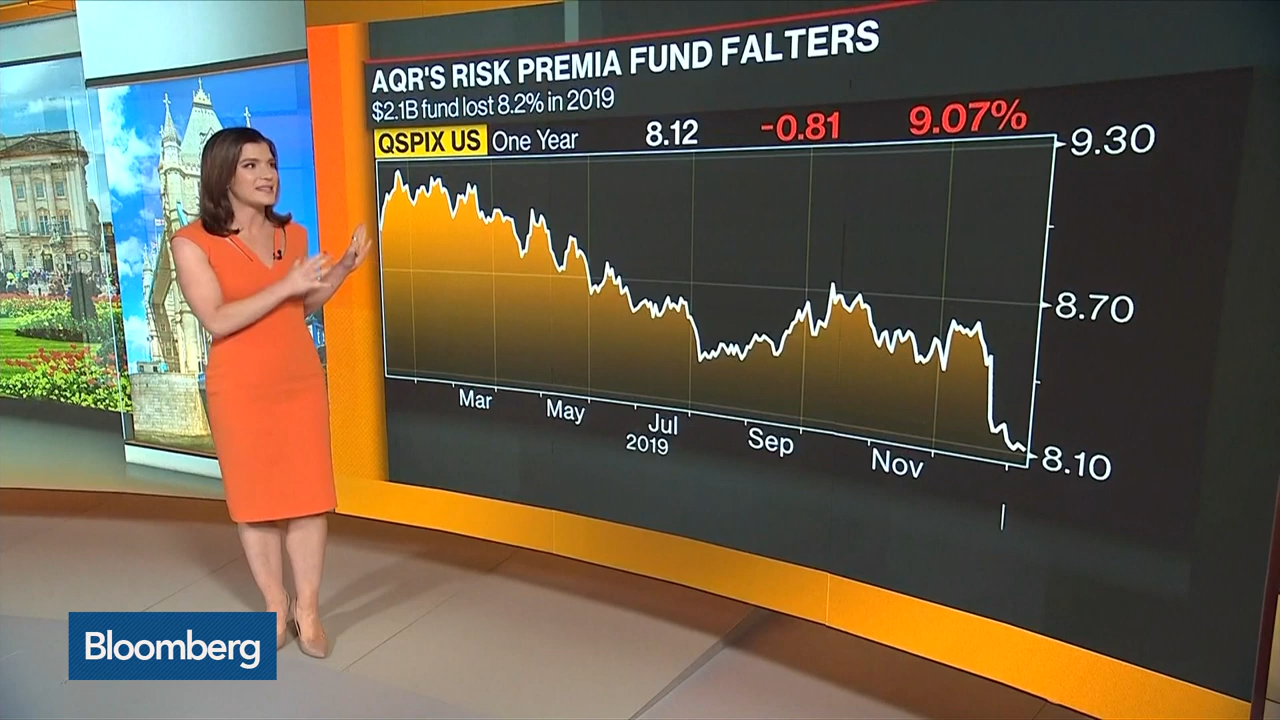 AQR'S RISK PREMIA FUND FALTERS
$2.1B fund lost 8.2% in 2019
QSPIX US One Year 8.12 -0.81 9.07%
9.30
8.70
8.10
Mar May Jul Sep Nov
2019
Bloomberg